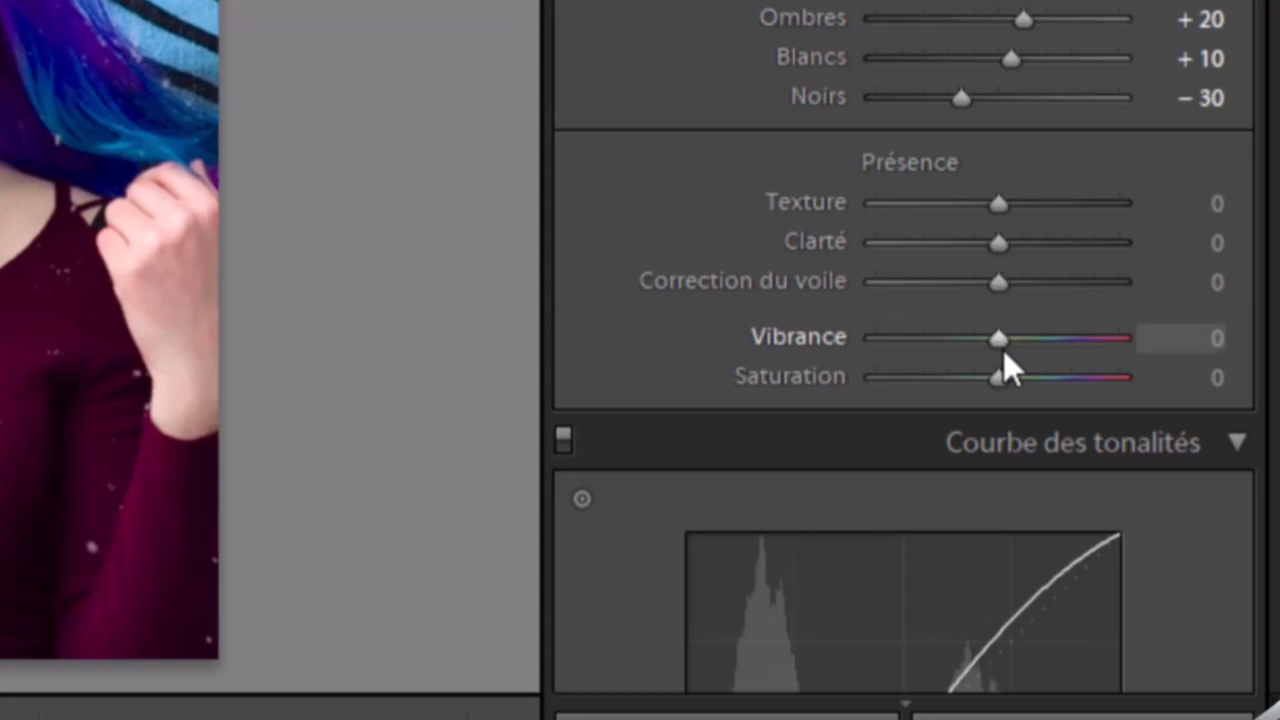 Ombres + 20
Blancs + 10
Noirs – 30
Présence
Texture 0
Clarté 0
Correction du voile 0
Vibrance 0
Saturation 0
Courbe des tonalités